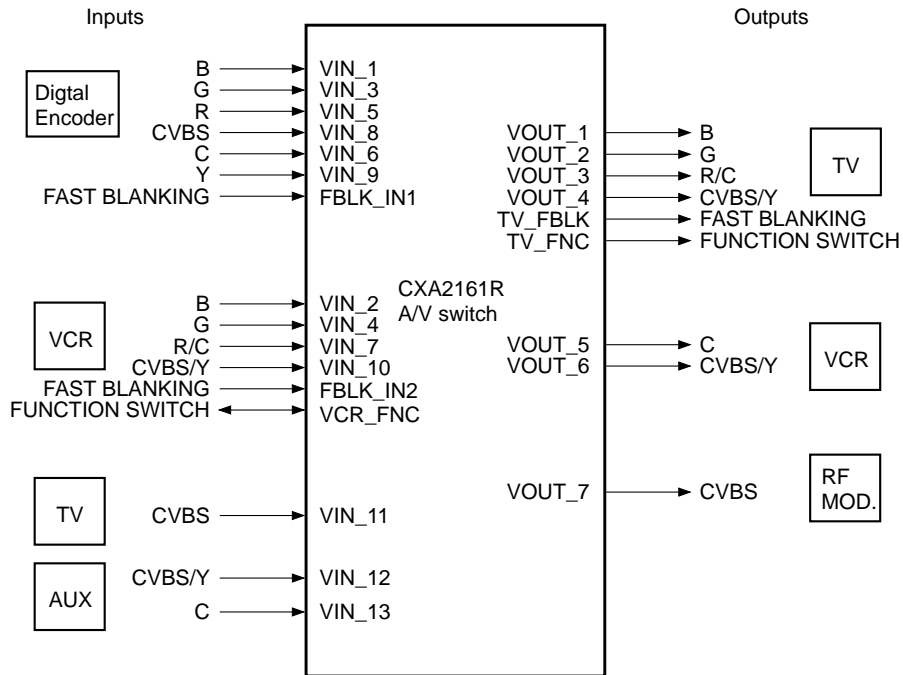 Inputs
Outputs
Digtal
Encoder
B
VIN_1
G
VIN_3
R
VIN_5
CVBS
VIN_8
C
VIN_6
Y
VIN_9
FAST BLANKING
FBLK_IN1
VOUT_1
B
VOUT_2
G
VOUT_3
R/C
VOUT_4
CVBS/Y
TV_FBLK
FAST BLANKING
TV_FNC
FUNCTION SWITCH
TV
CXA2161R
A/V switch
VCR
B
VIN_2
G
VIN_4
R/C
VIN_7
CVBS/Y
VIN_10
FAST BLANKING
FBLK_IN2
FUNCTION SWITCH
VCR_FNC
VOUT_5
C
VOUT_6
CVBS/Y
VCR
VOUT_7
CVBS
RF
MOD.
TV
CVBS
VIN_11
AUX
CVBS/Y
VIN_12
C
VIN_13